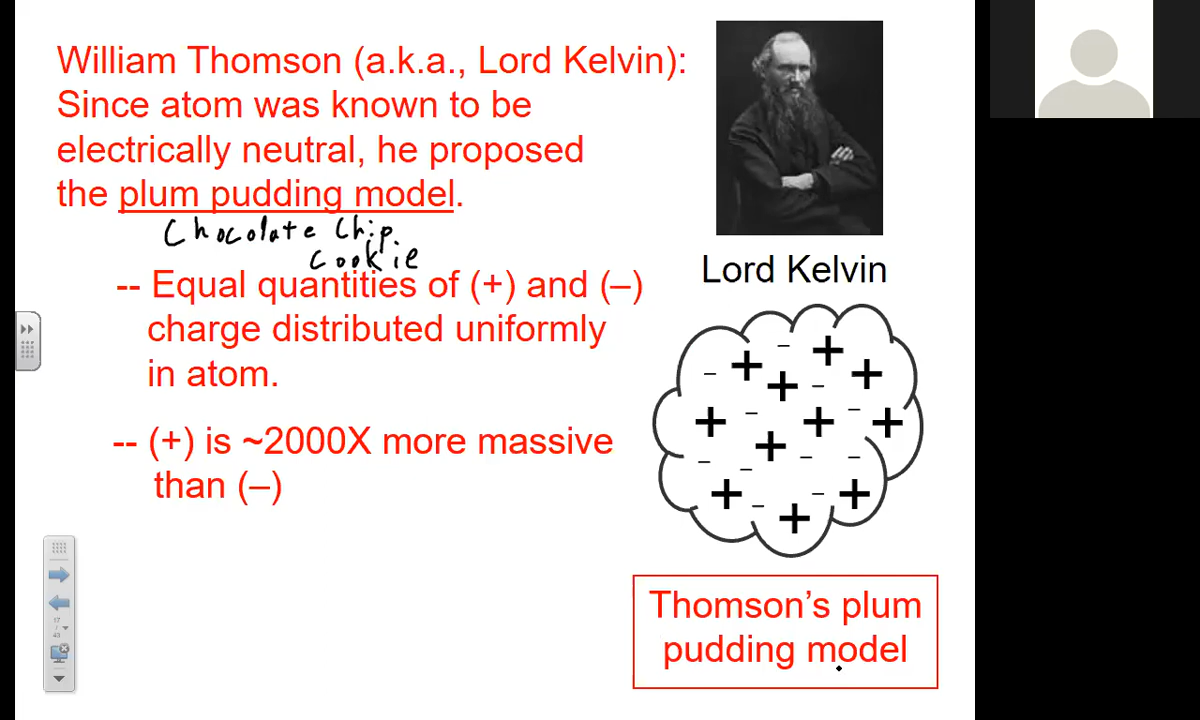 William Thomson (a.k.a., Lord Kelvin):
Since atom was known to be
electrically neutral, he proposed
the plum pudding model.
Chocolate Chip.
Cookie
-- Equal quantities of (+) and (–)
charge distributed uniformly
in atom.
-- (+) is ~2000X more massive
than (–)
Lord Kelvin
– + – + +
+ –
+ – + – +
+ – –
– –
+ – – +
+
Thomson's plum
pudding model
17
/
43